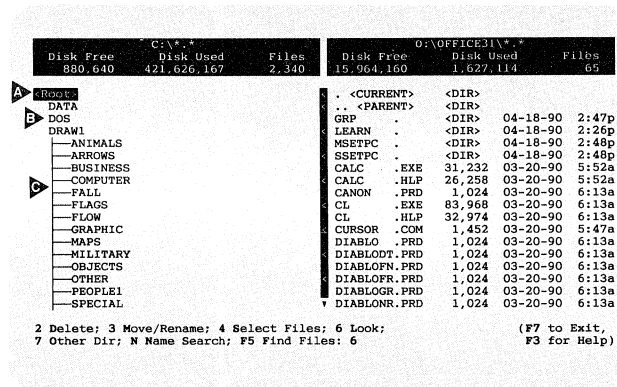 C:\*.*
Disk Free Disk Used Files
880,640 421,626,167 2,340
O:\OFFICE31\*.*
Disk Free Disk Used Files
15,964,160 1,627,114 65
A <Root>
DATA
B DOS
DRAW1
ANIMALS
ARROWS
BUSINESS
COMPUTER
C FALL
FLAGS
FLOW
GRAPHIC
MAPS
MILITARY
OBJECTS
OTHER
PEOPLE1
SPECIAL
. <CURRENT> <DIR>
.. <PARENT> <DIR>
GRP . <DIR> 04-18-90 2:47p
LEARN . <DIR> 04-18-90 2:26p
MSETPC . <DIR> 04-18-90 2:48p
SSETPC . <DIR> 04-18-90 2:48p
CALC .EXE 31,232 03-20-90 5:52a
CALC .HLP 26,258 03-20-90 5:52a
CANON .PRD 1,024 03-20-90 6:13a
CL .EXE 83,968 03-20-90 6:13a
CL .HLP 32,974 03-20-90 6:13a
CURSOR .COM 1,452 03-20-90 5:47a
DIABLO .PRD 1,024 03-20-90 6:13a
DIABLODT.PRD 1,024 03-20-90 6:13a
DIABLOFN.PRD 1,024 03-20-90 6:13a
DIABLOFR.PRD 1,024 03-20-90 6:13a
DIABLOGR.PRD 1,024 03-20-90 6:13a
DIABLONR.PRD 1,024 03-20-90 6:13a
2 Delete; 3 Move/Rename; 4 Select Files; 6 Look; (F7 to Exit,
7 Other Dir; N Name Search; F5 Find Files: 6 F3 for Help)